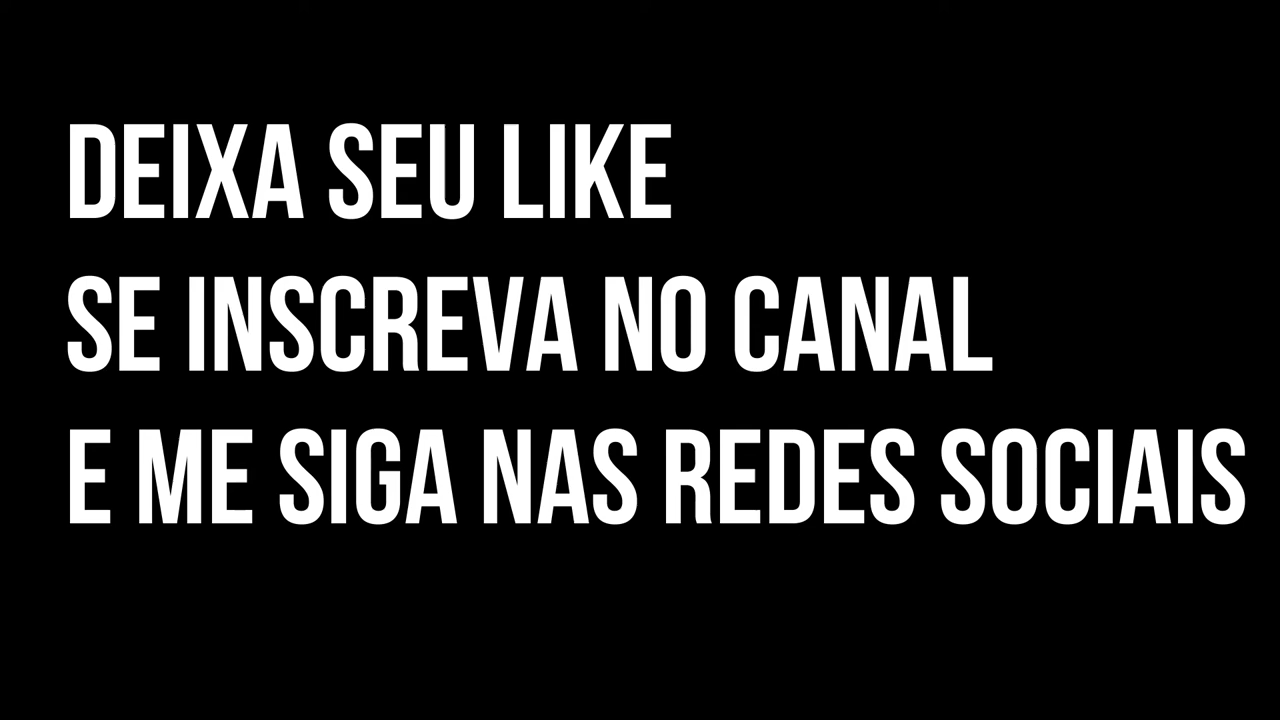 DEIXA SEU LIKE
SE INSCREVA NO CANAL
E ME SIGA NAS REDES SOCIAIS